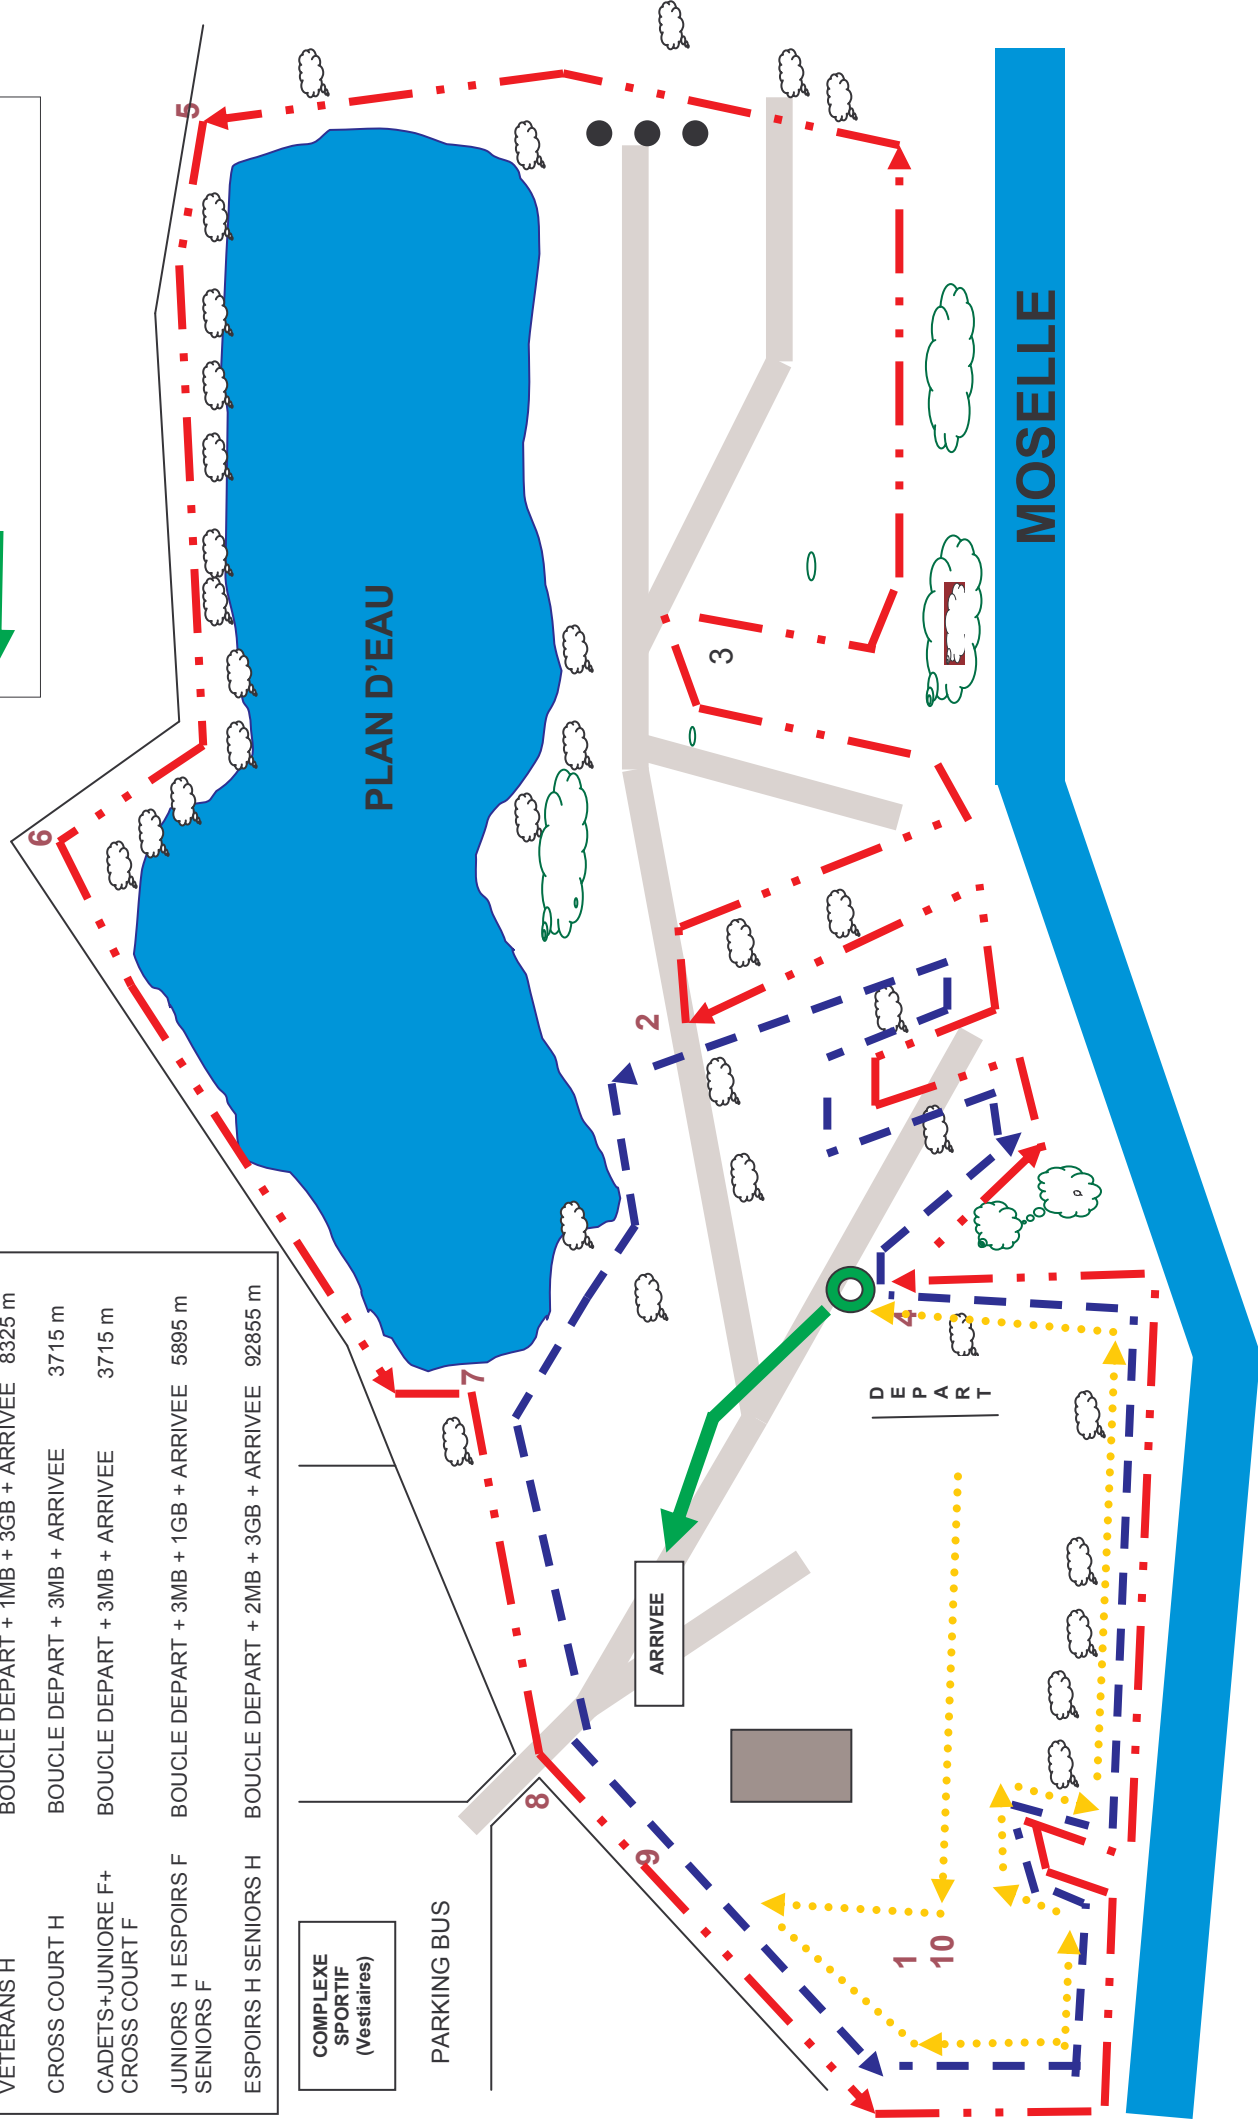 VETERANS H BOUCLE DEPART + 1MB + 3GB + ARRIVEE 8325 m
CROSS COURT H BOUCLE DEPART + 3MB + ARRIVEE 3715 m
CADETS+JUNIORE F+ BOUCLE DEPART + 3MB + ARRIVEE 3715 m
CROSS COURT F
JUNIORS H ESPOIRS F BOUCLE DEPART + 3MB + 1GB + ARRIVEE 5895 m
SENIORS F
ESPOIRS H SENIORS H BOUCLE DEPART + 2MB + 3GB + ARRIVEE 92855 m
COMPLEXE
SPORTIF
(Vestiaires)
PARKING BUS
PLAN D'EAU
MOSELLE
ARRIVEE
DEPART
1
10
2
3
4
5
6
7
8
9